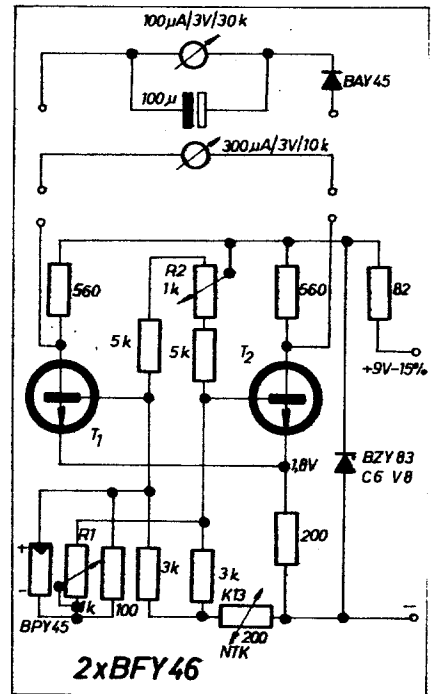 100µA/3V/30k
BAY45
100µ
300µA/3V/10k
R2
1k
560
560
82
5k
5k
T2
+9V-15%
T1
1,8V
BZY83
C6 V8
+
R1
-
1k
100
3k
3k
200
K13
200
NTK
-
BPY45
2xBFY46